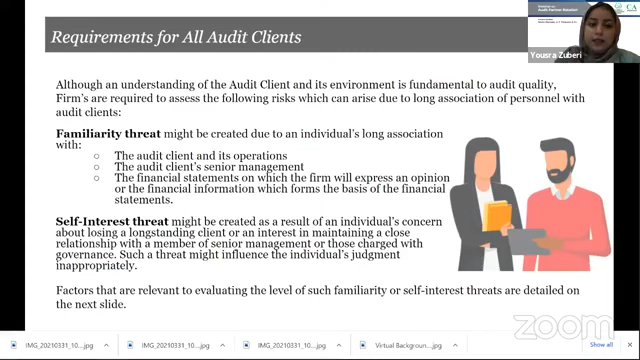 Requirements for All Audit Clients
Audit Partner Rotation
CA
Yousra Zuberi
Although an understanding of the Audit Client and its environment is fundamental to audit quality,
Firm's are required to assess the following risks which can arise due to long association of personnel with
audit clients:
Familiarity threat might be created due to an individual's long association
with:
○ The audit client and its operations
○ The audit client's senior management
○ The financial statements on which the firm will express an opinion
or the financial information which forms the basis of the financial
statements.
Self-Interest threat might be created as a result of an individual's concern
about losing a longstanding client or an interest in maintaining a close
relationship with a member of senior management or those charged with
governance. Such a threat might influence the individual's judgment
inappropriately.
Factors that are relevant to evaluating the level of such familiarity or self-interest threats are detailed on
the next slide.
zoom
IMG_20210331_10....jpg
IMG_20210331_10....jpg
IMG_20210331_10....jpg
Virtual Backgroun....jpg
Show all